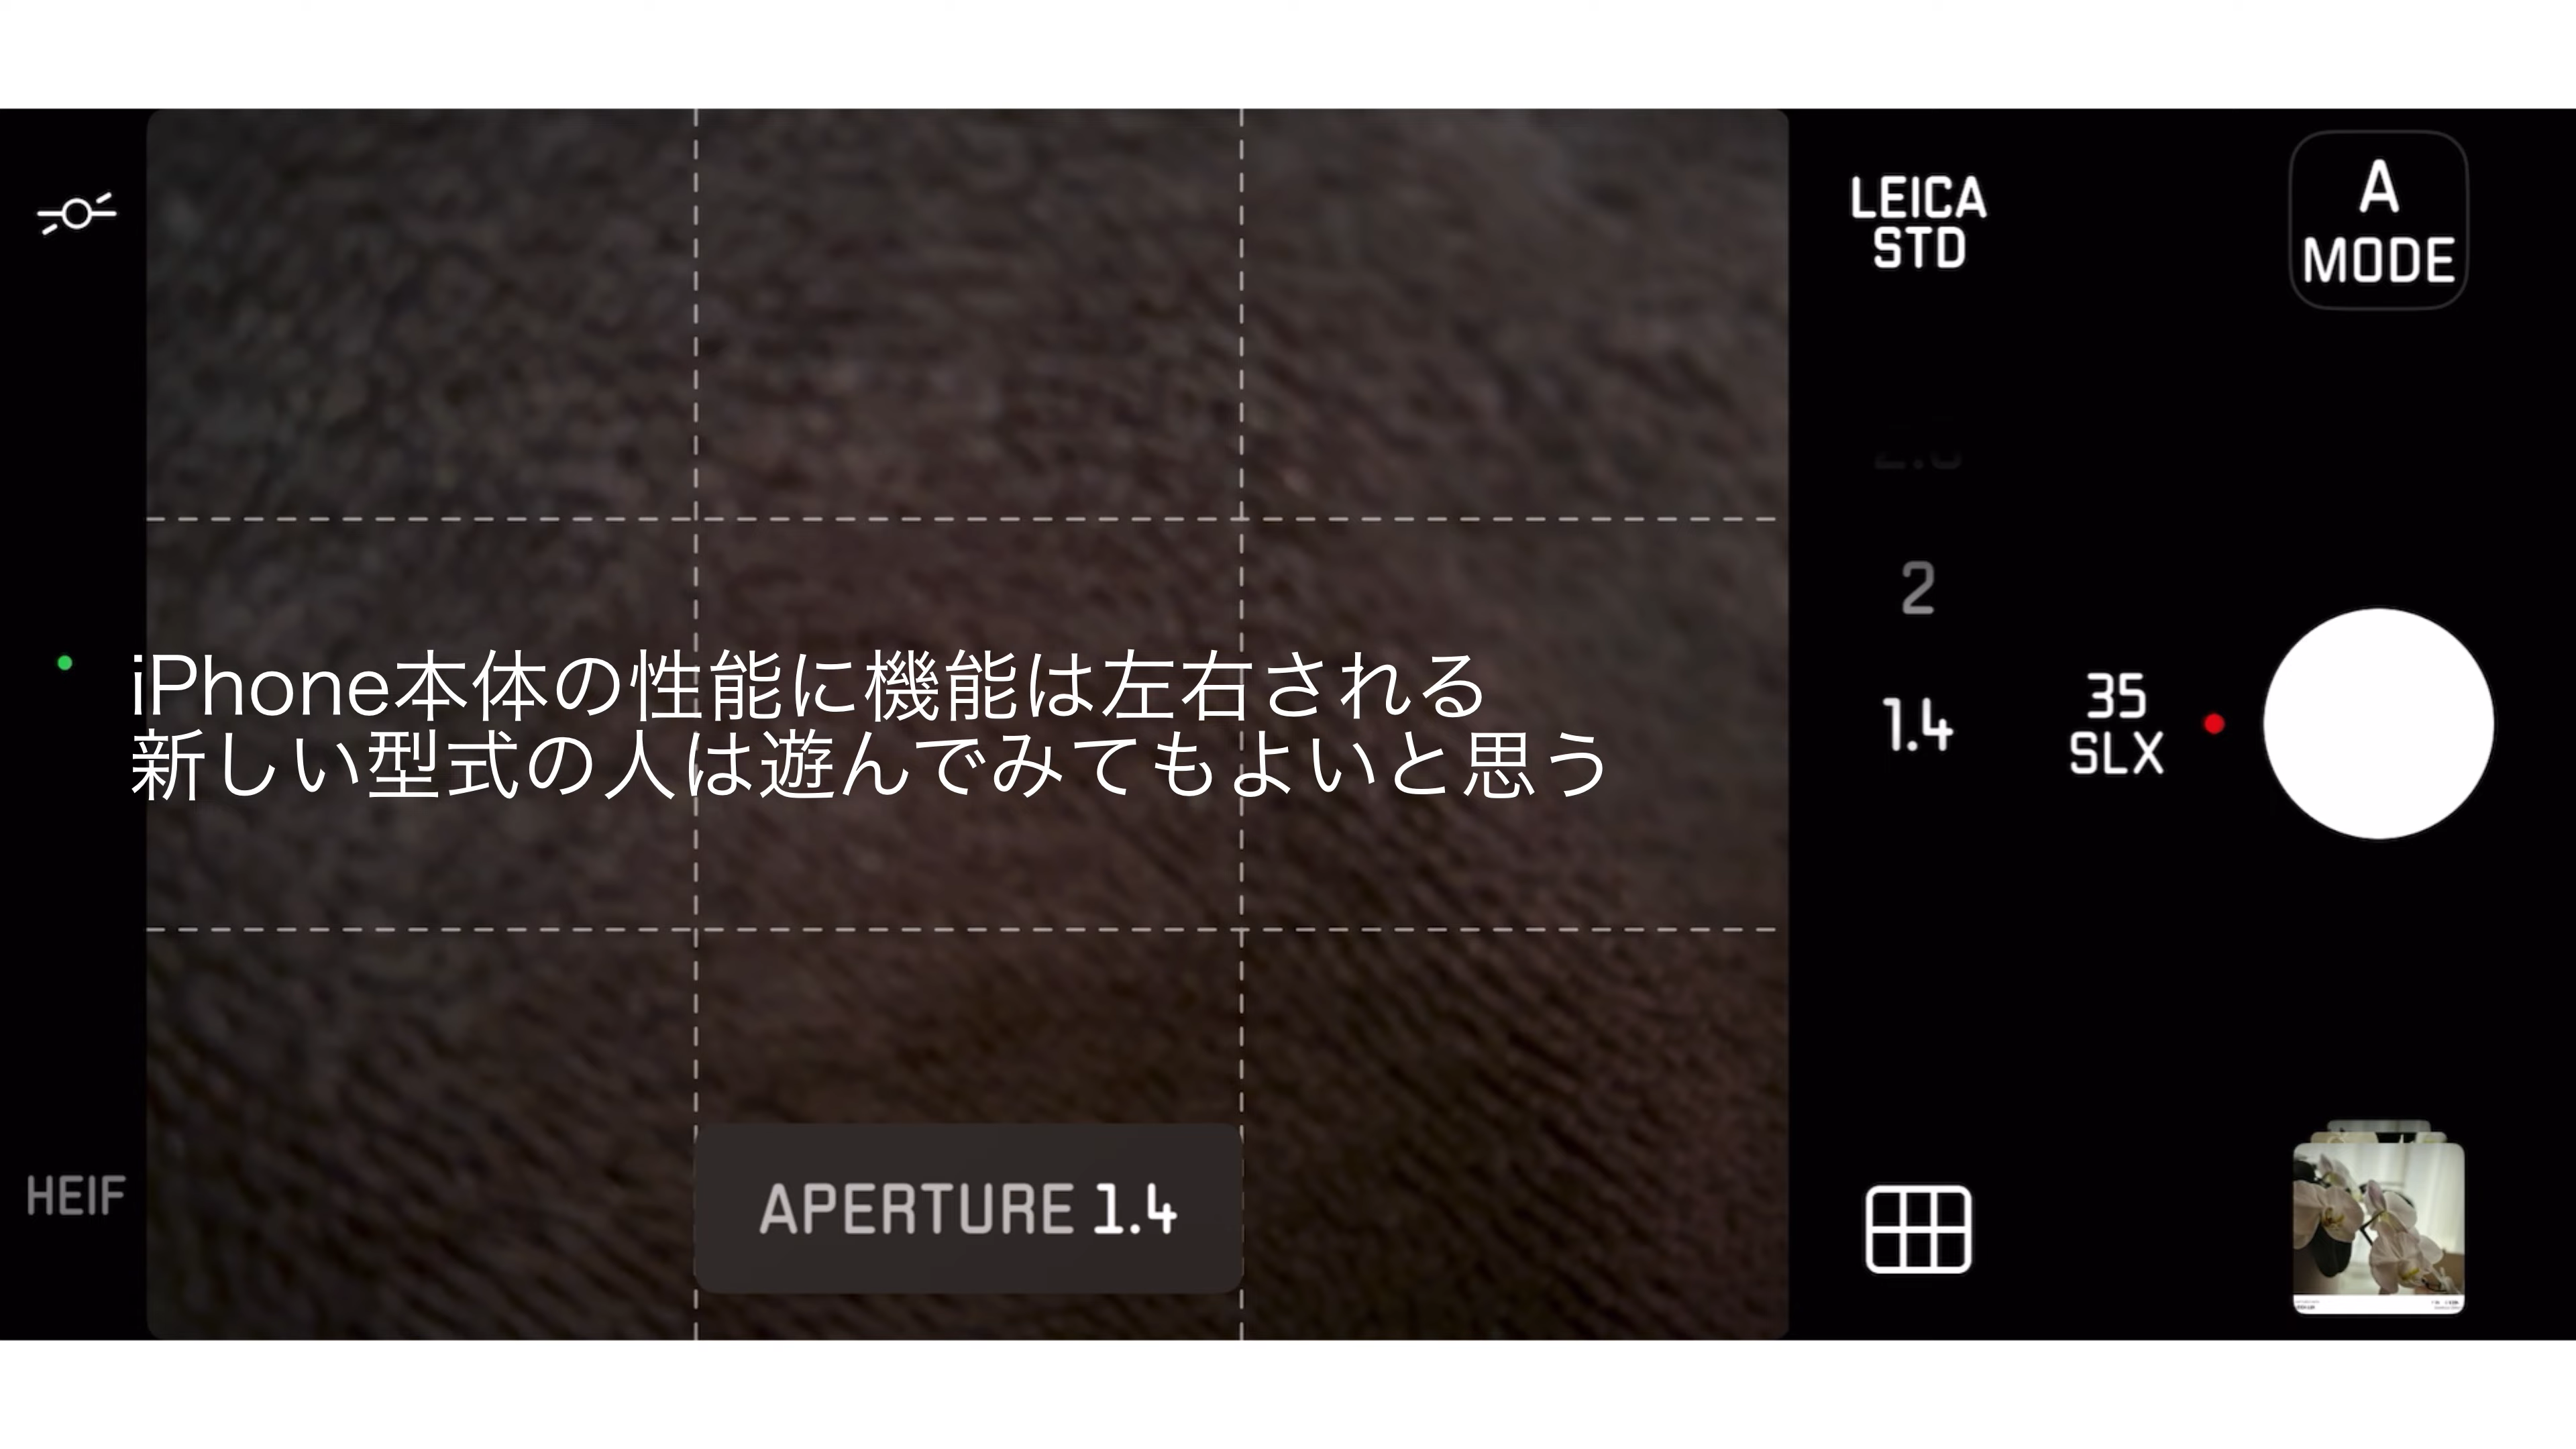 LEICA
STD
A
MODE
2
iPhone本体の性能に機能は左右される
新しい型式の人は遊んでみてもよいと思う
1.4
35
SLX
HEIF
APERTURE 1.4